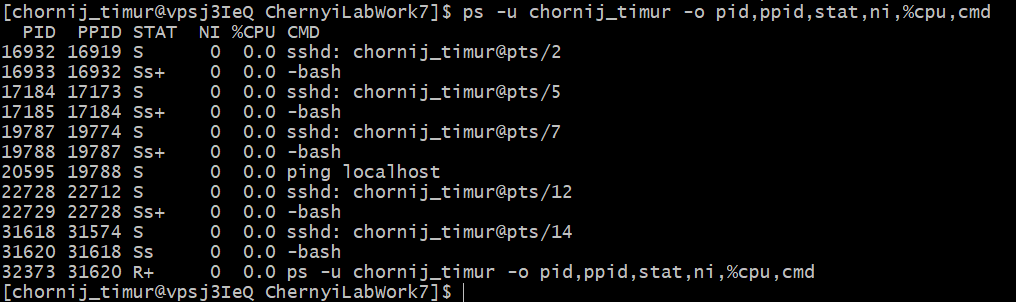 [chornij_timur@vpsj3IeQ ChernyiLabWork7]$ ps -u chornij_timur -o pid,ppid,stat,ni,%cpu,cmd
  PID  PPID STAT  NI %CPU CMD
16932 16919 S      0  0.0 sshd: chornij_timur@pts/2
16933 16932 Ss+    0  0.0 -bash
17184 17173 S      0  0.0 sshd: chornij_timur@pts/5
17185 17184 Ss+    0  0.0 -bash
19787 19774 S      0  0.0 sshd: chornij_timur@pts/7
19788 19787 Ss+    0  0.0 -bash
20595 19788 S      0  0.0 ping localhost
22728 22712 S      0  0.0 sshd: chornij_timur@pts/12
22729 22728 Ss+    0  0.0 -bash
31618 31574 S      0  0.0 sshd: chornij_timur@pts/14
31620 31618 Ss     0  0.0 -bash
32373 31620 R+     0  0.0 ps -u chornij_timur -o pid,ppid,stat,ni,%cpu,cmd
[chornij_timur@vpsj3IeQ ChernyiLabWork7]$